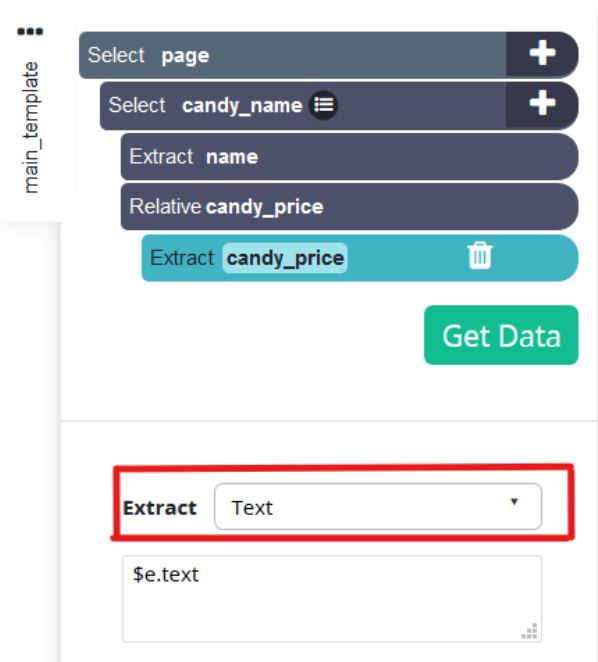 main_template
Select page
Select candy_name
Extract name
Relative candy_price
Extract candy_price
Get Data
Extract Text
$e.text